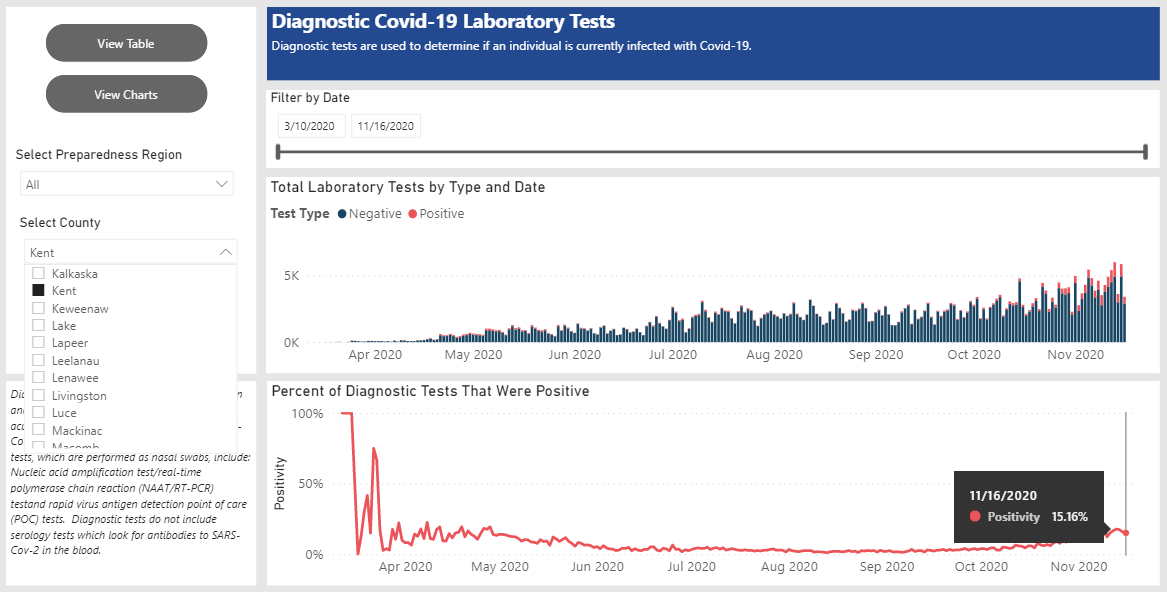 View Table
View Charts
Select Preparedness Region
All
Select County
Kent
Kalkaska
Kent
Keweenaw
Lake
Lapeer
Leelanau
Lenawee
Livingston
Luce
Mackinac
Macomb
tests, which are performed as nasal swabs, include:
Nucleic acid amplification test/real-time
polymerase chain reaction (NAAT/RT-PCR)
testand rapid virus antigen detection point of care
(POC) tests. Diagnostic tests do not include
serology tests which look for antibodies to SARS-
Cov-2 in the blood.
Diagnostic Covid-19 Laboratory Tests
Diagnostic tests are used to determine if an individual is currently infected with Covid-19.
Filter by Date
3/10/2020 11/16/2020
Total Laboratory Tests by Type and Date
Test Type Negative Positive
5K
0K
Apr 2020 May 2020 Jun 2020 Jul 2020 Aug 2020 Sep 2020 Oct 2020 Nov 2020
Percent of Diagnostic Tests That Were Positive
Positivity
100%
50%
0%
11/16/2020
Positivity 15.16%
Apr 2020 May 2020 Jun 2020 Jul 2020 Aug 2020 Sep 2020 Oct 2020 Nov 2020